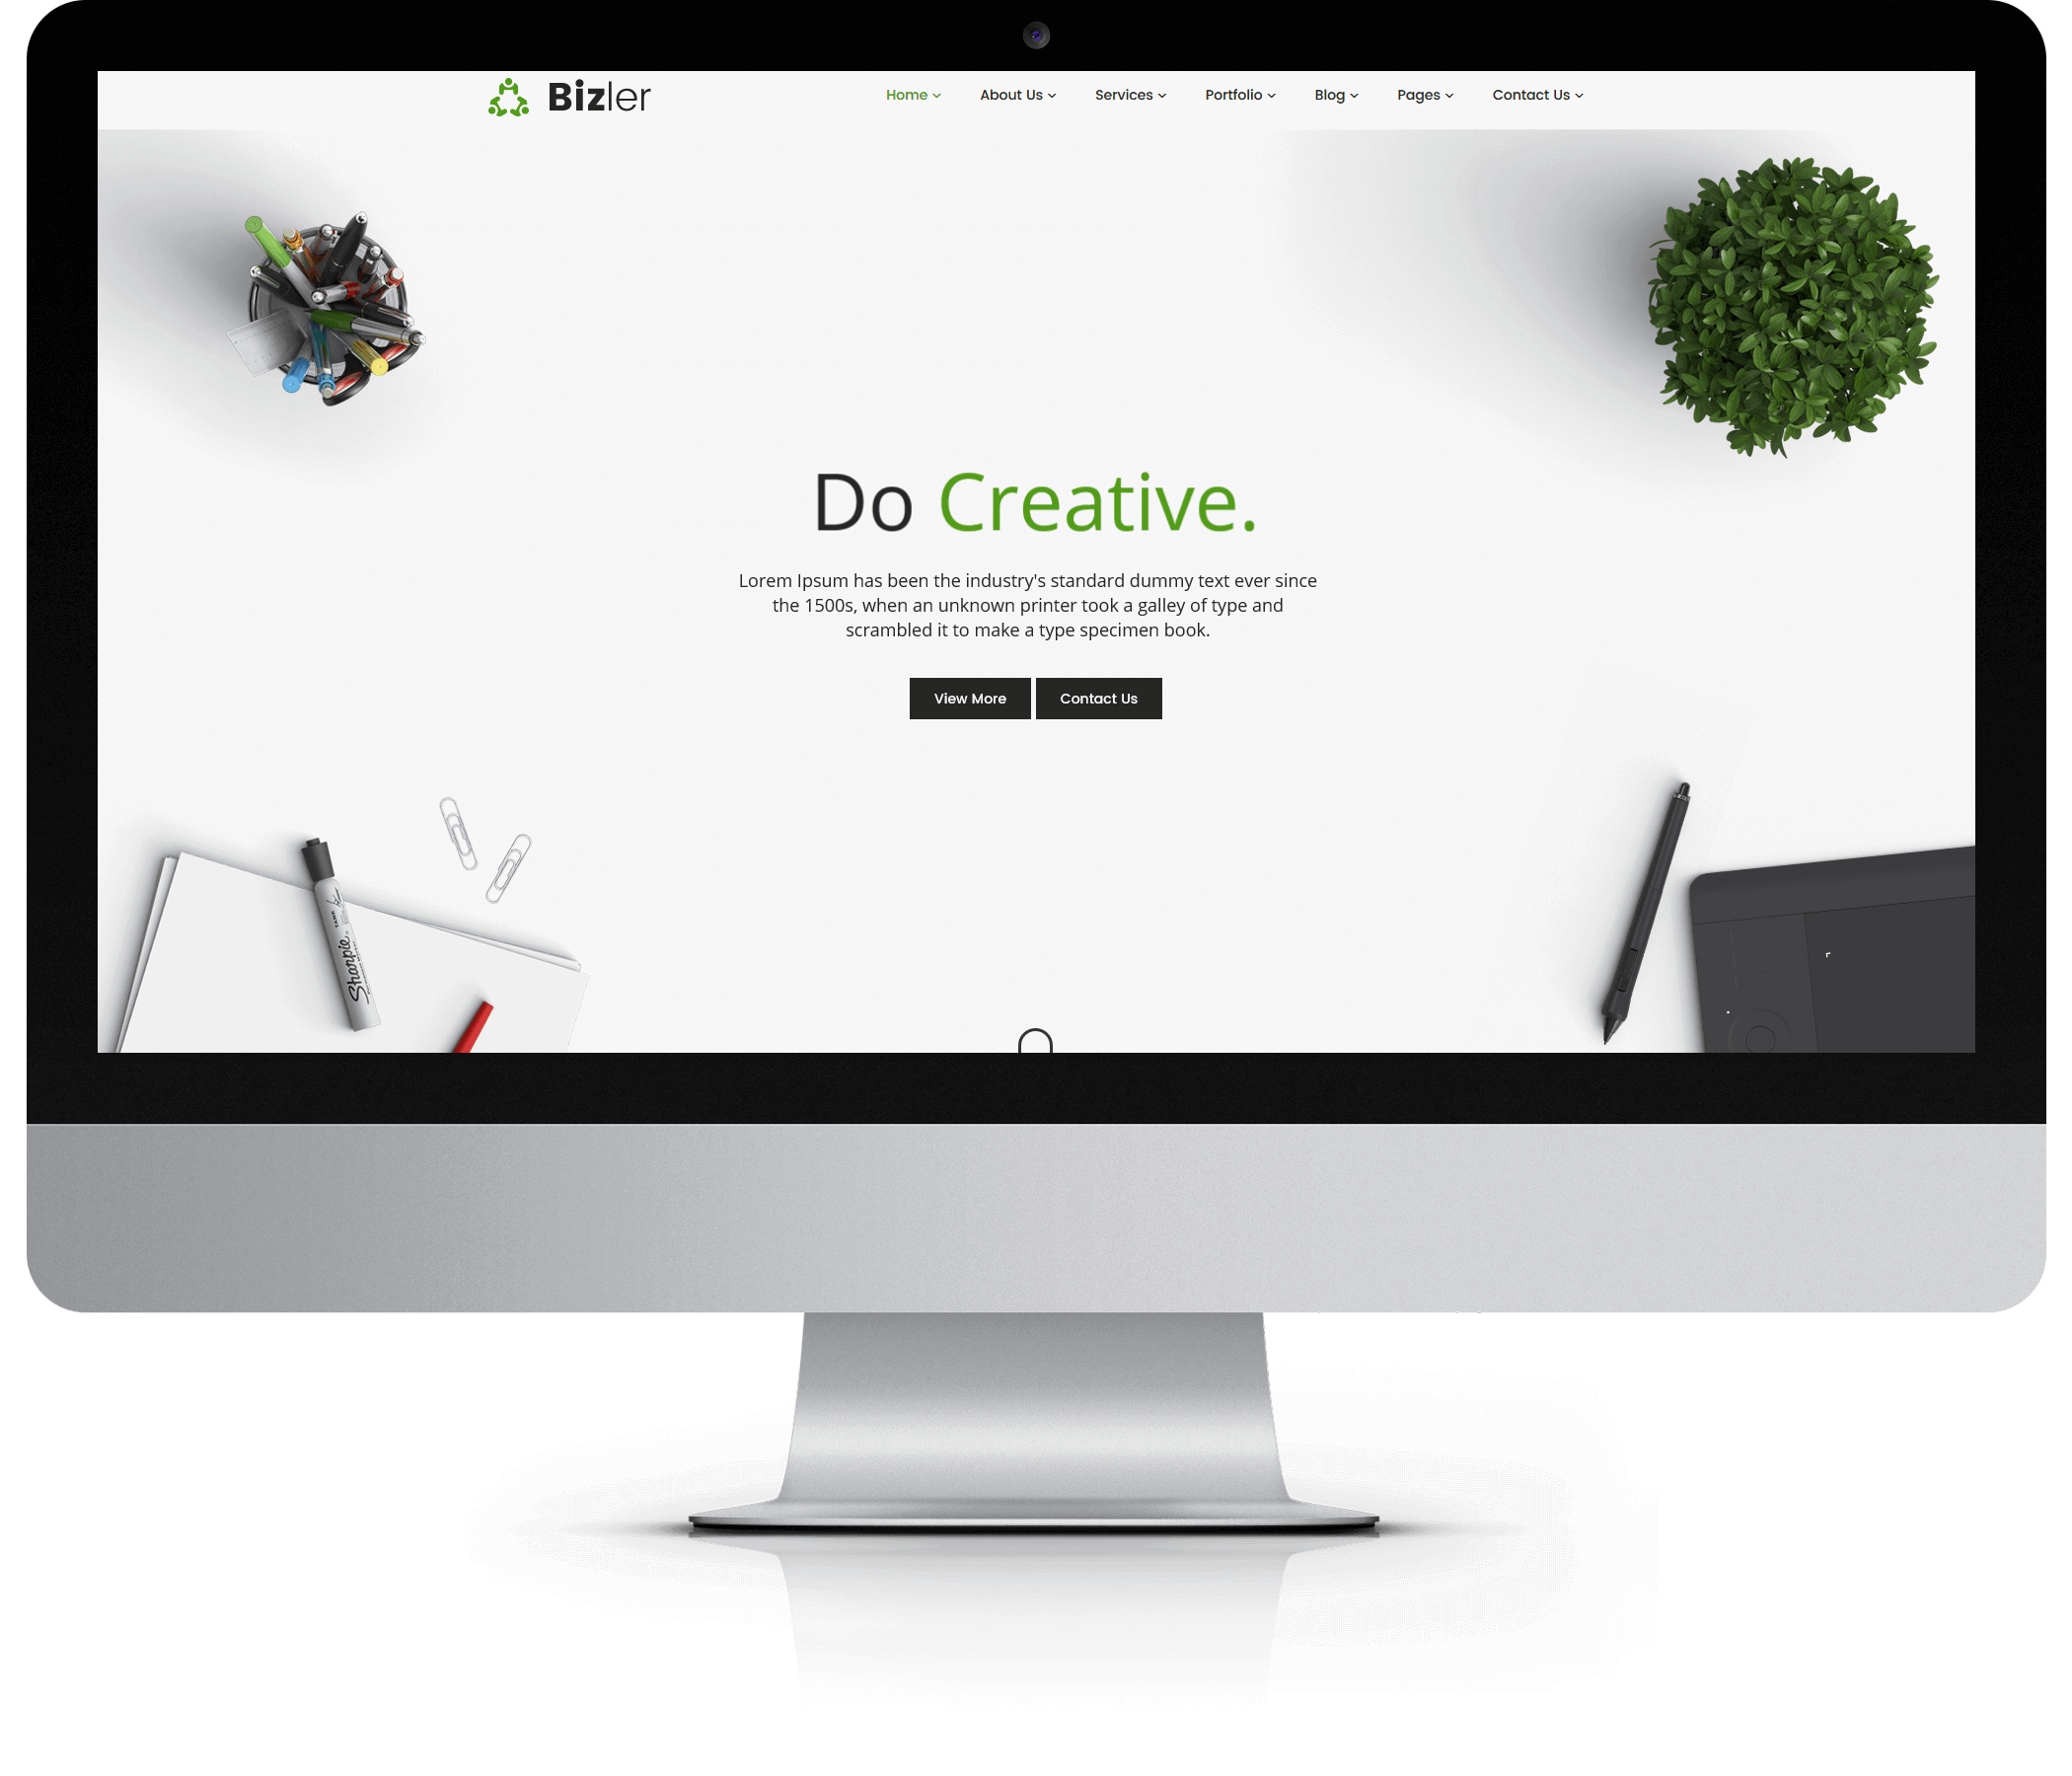 Bizler
Home
About Us
Services
Portfolio
Blog
Pages
Contact Us
Do Creative.
Lorem Ipsum has been the industry's standard dummy text ever since
the 1500s, when an unknown printer took a galley of type and
scrambled it to make a type specimen book.
View More
Contact Us
Sharpie